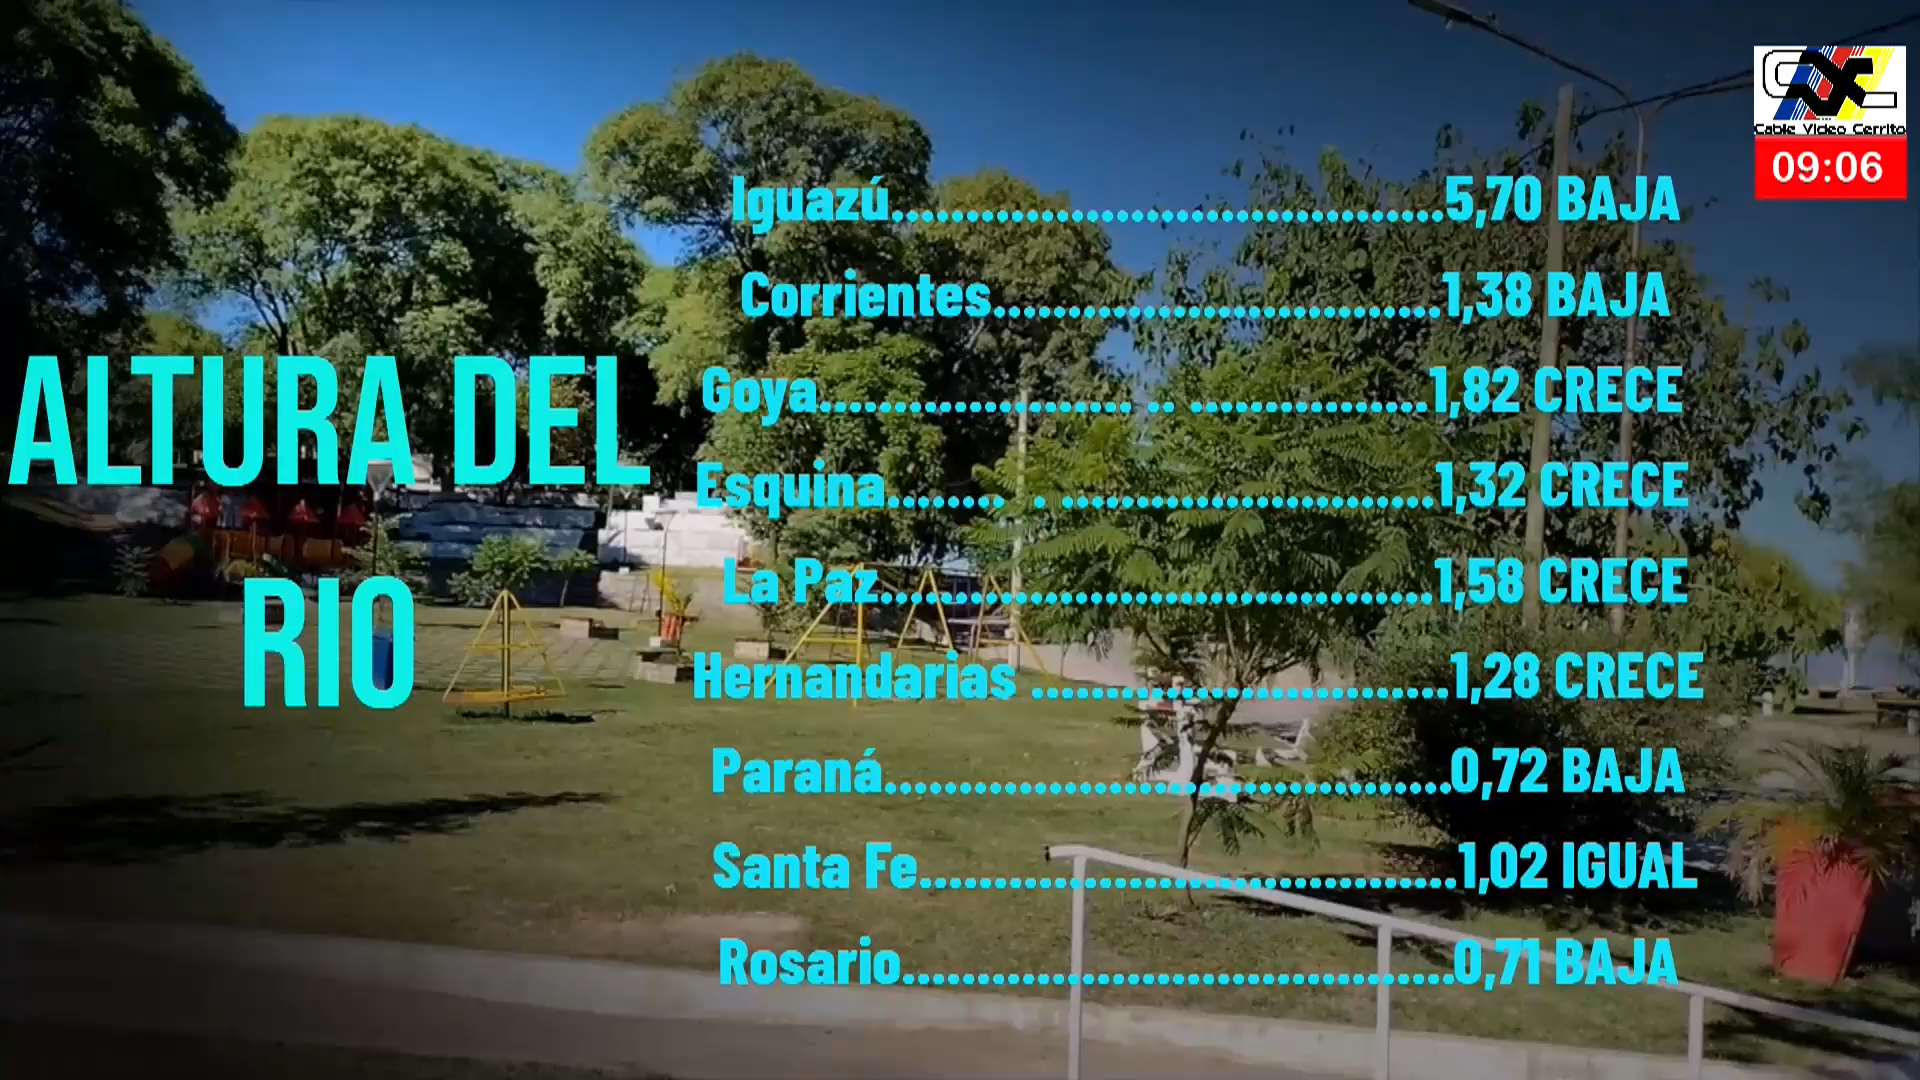 Cable Video Cerrito
09:06
ALTURA DEL
RIO
Iguazú.....................................5,70 BAJA
Corrientes..............................1,38 BAJA
Goya..................... .. ................1,82 CRECE
Esquina........ . .........................1,32 CRECE
La Paz.....................................1,58 CRECE
Hernandarias ............................1,28 CRECE
Paraná......................................0,72 BAJA
Santa Fe....................................1,02 IGUAL
Rosario.....................................0,71 BAJA